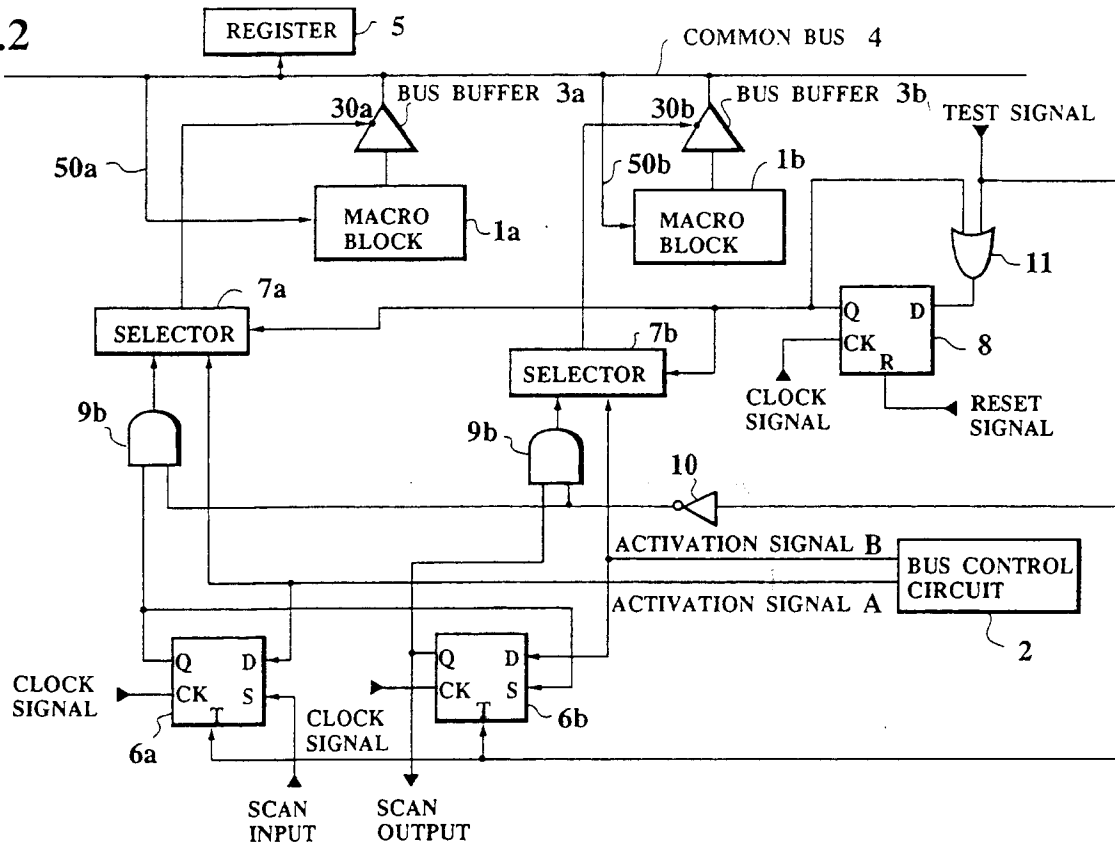 .2
REGISTER 5
COMMON BUS 4
30a BUS BUFFER 3a
30b BUS BUFFER 3b
TEST SIGNAL
50a
50b
1b
MACRO
BLOCK
1a
MACRO
BLOCK
11
7a
SELECTOR
Q D
CK
R
8
7b
SELECTOR
CLOCK
SIGNAL
RESET
SIGNAL
9b
9b
10
ACTIVATION SIGNAL B
BUS CONTROL
CIRCUIT
ACTIVATION SIGNAL A
2
Q D
CK S
T
6a
CLOCK
SIGNAL
Q D
CK S
T
6b
CLOCK
SIGNAL
SCAN
INPUT
SCAN
OUTPUT